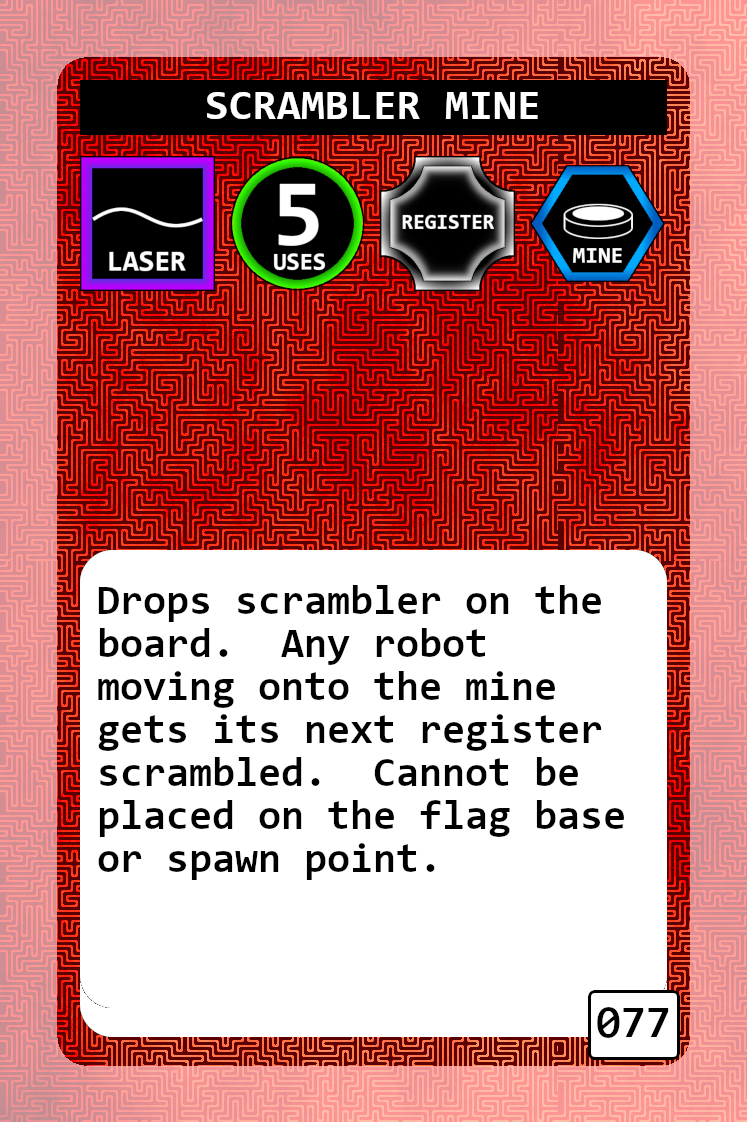 SCRAMBLER MINE
LASER
5
USES
REGISTER
MINE
Drops scrambler on the
board.  Any robot
moving onto the mine
gets its next register
scrambled.  Cannot be
placed on the flag base
or spawn point.
077